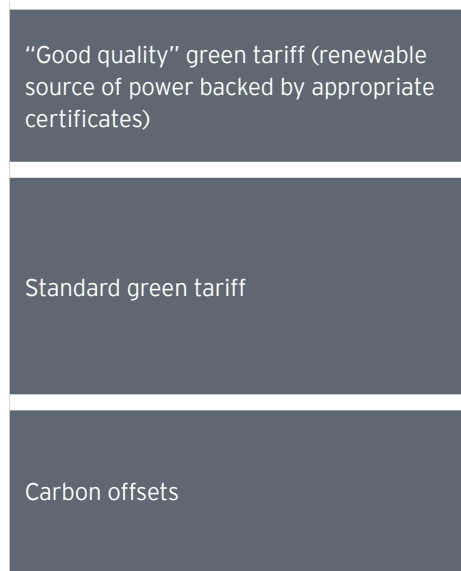 “Good quality” green tariff (renewable
source of power backed by appropriate
certificates)
Standard green tariff
Carbon offsets